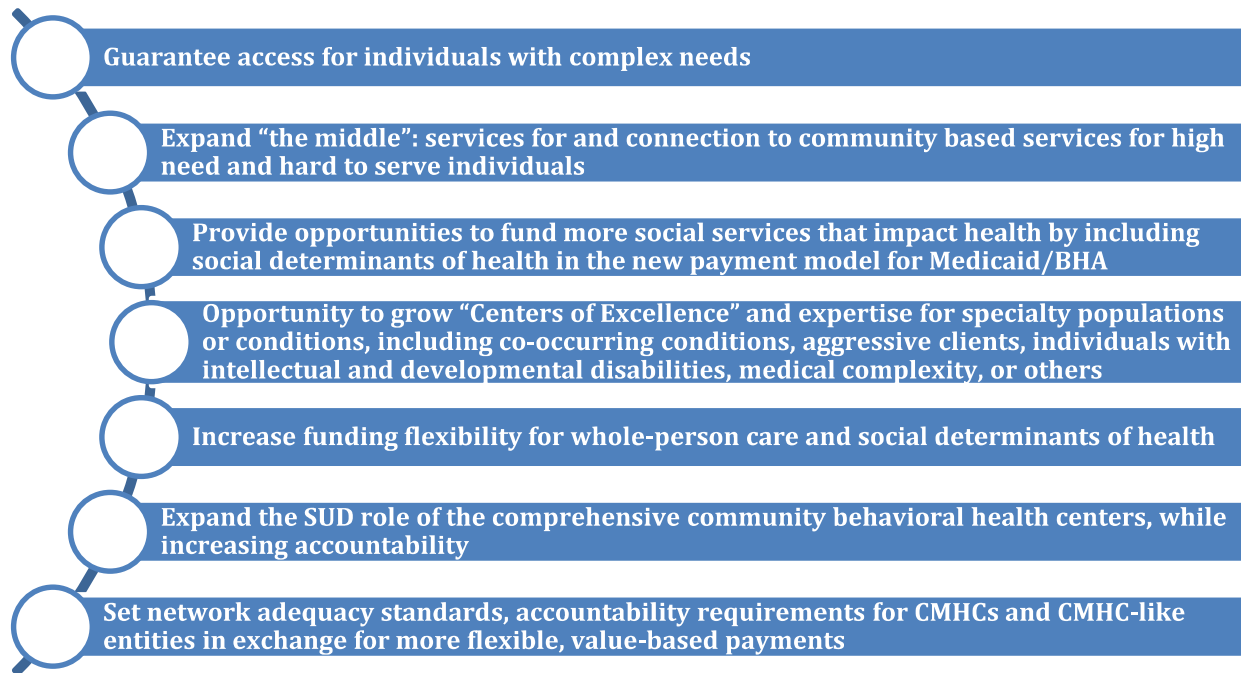 Guarantee access for individuals with complex needs
Expand “the middle”: services for and connection to community based services for high
need and hard to serve individuals
Provide opportunities to fund more social services that impact health by including
social determinants of health in the new payment model for Medicaid/BHA
Opportunity to grow “Centers of Excellence” and expertise for specialty populations
or conditions, including co-occurring conditions, aggressive clients, individuals with
intellectual and developmental disabilities, medical complexity, or others
Increase funding flexibility for whole-person care and social determinants of health
Expand the SUD role of the comprehensive community behavioral health centers, while
increasing accountability
Set network adequacy standards, accountability requirements for CMHCs and CMHC-like
entities in exchange for more flexible, value-based payments